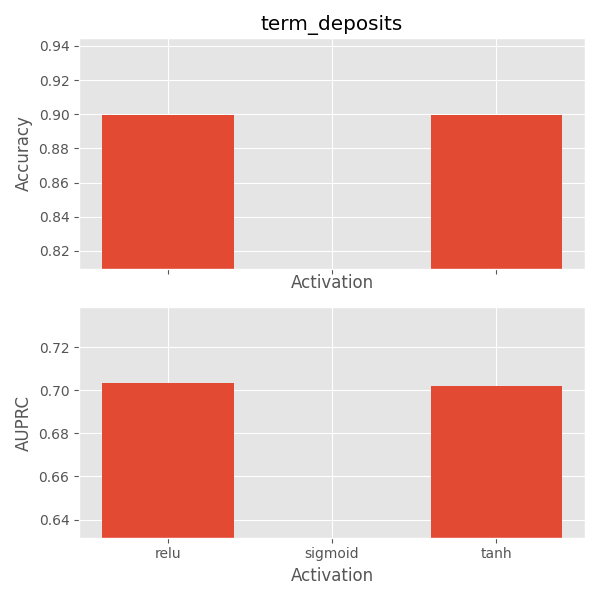 term_deposits
0.94
0.92
0.90
0.88
0.86
0.84
0.82
Accuracy
Activation
0.72
0.70
0.68
0.66
0.64
AUPRC
relu sigmoid tanh
Activation